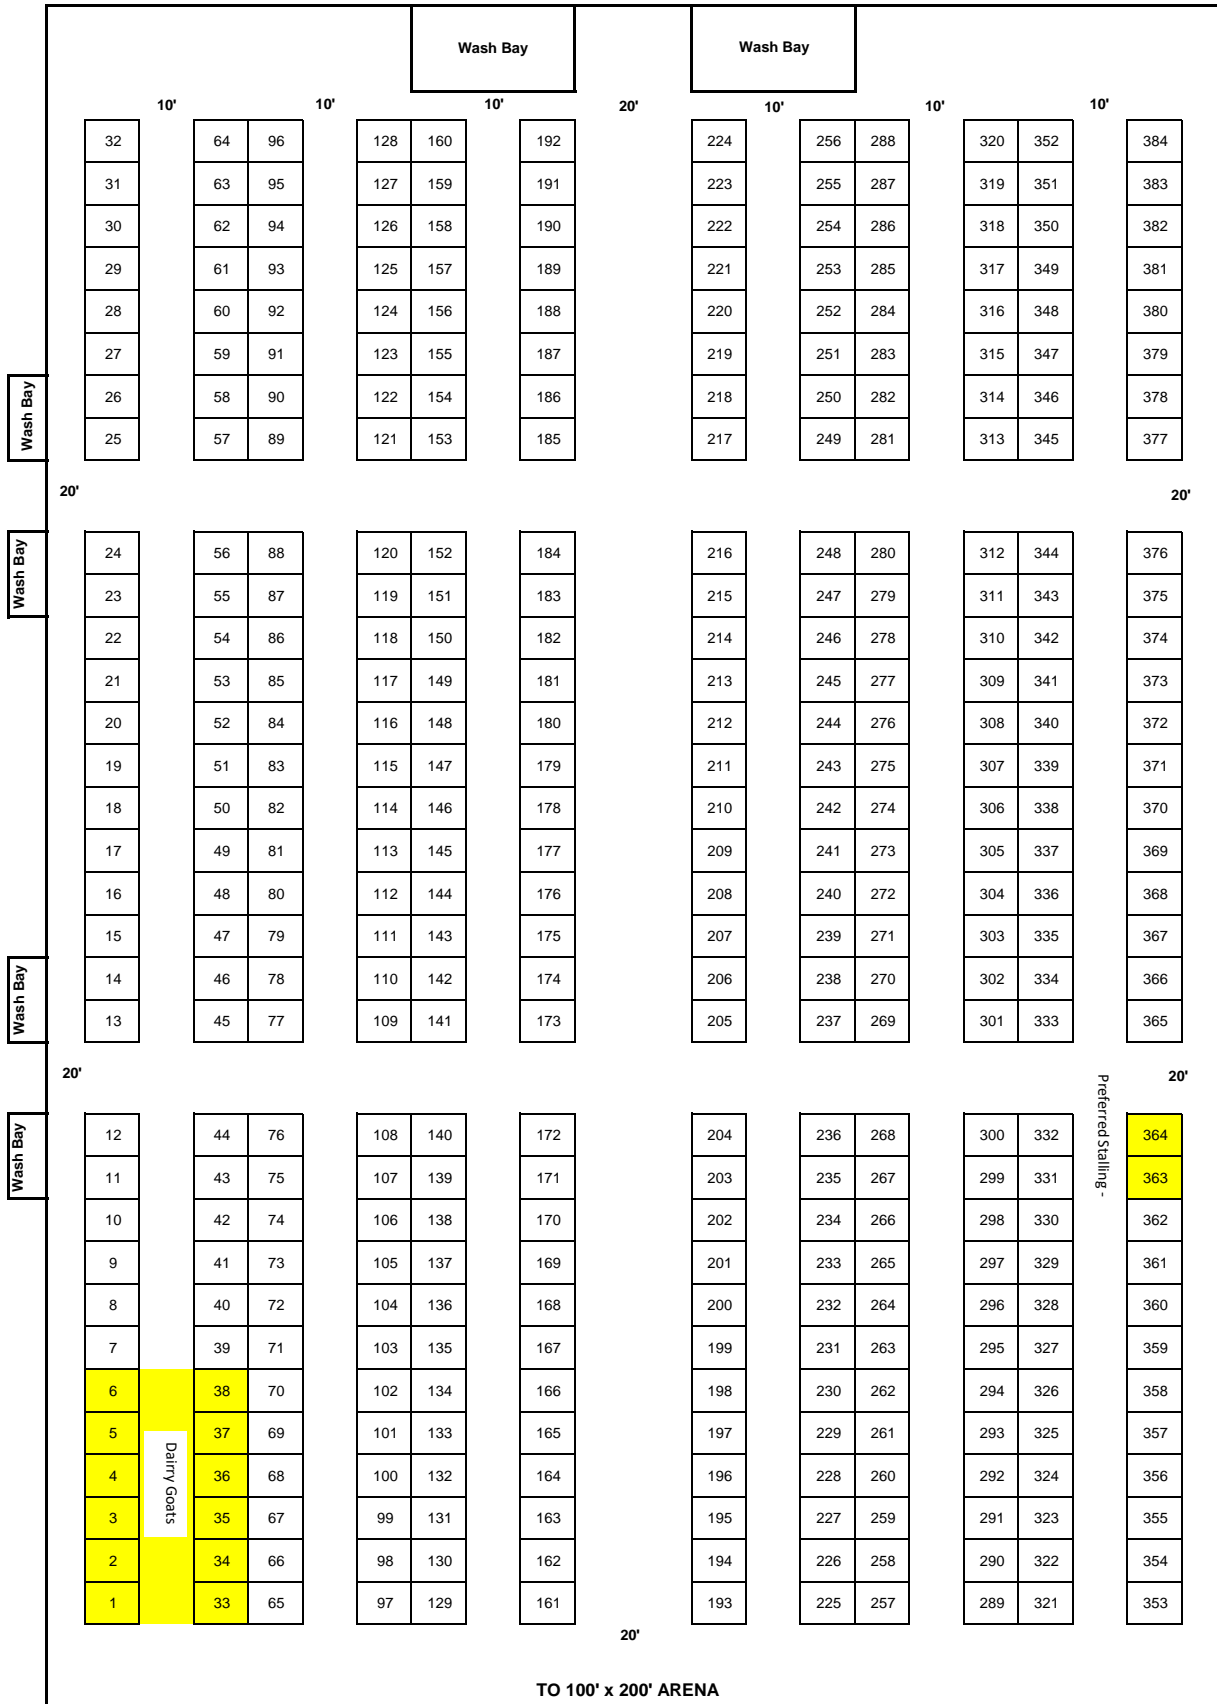 Wash Bay Wash Bay
10' 10' 10' 20' 10' 10' 10'
32 64 96 128 160 192 224 256 288 320 352 384
31 63 95 127 159 191 223 255 287 319 351 383
30 62 94 126 158 190 222 254 286 318 350 382
29 61 93 125 157 189 221 253 285 317 349 381
28 60 92 124 156 188 220 252 284 316 348 380
27 59 91 123 155 187 219 251 283 315 347 379
Wash Bay
26 58 90 122 154 186 218 250 282 314 346 378
25 57 89 121 153 185 217 249 281 313 345 377
20' 20'
Wash Bay
24 56 88 120 152 184 216 248 280 312 344 376
23 55 87 119 151 183 215 247 279 311 343 375
22 54 86 118 150 182 214 246 278 310 342 374
21 53 85 117 149 181 213 245 277 309 341 373
20 52 84 116 148 180 212 244 276 308 340 372
19 51 83 115 147 179 211 243 275 307 339 371
18 50 82 114 146 178 210 242 274 306 338 370
17 49 81 113 145 177 209 241 273 305 337 369
16 48 80 112 144 176 208 240 272 304 336 368
15 47 79 111 143 175 207 239 271 303 335 367
Wash Bay
14 46 78 110 142 174 206 238 270 302 334 366
13 45 77 109 141 173 205 237 269 301 333 365
20' 20'
Preferred Stalling -
Wash Bay
12 44 76 108 140 172 204 236 268 300 332 364
11 43 75 107 139 171 203 235 267 299 331 363
10 42 74 106 138 170 202 234 266 298 330 362
9 41 73 105 137 169 201 233 265 297 329 361
8 40 72 104 136 168 200 232 264 296 328 360
7 39 71 103 135 167 199 231 263 295 327 359
6 38 70 102 134 166 198 230 262 294 326 358
5 37 69 101 133 165 197 229 261 293 325 357
Dairry Goats
4 36 68 100 132 164 196 228 260 292 324 356
3 35 67 99 131 163 195 227 259 291 323 355
2 34 66 98 130 162 194 226 258 290 322 354
1 33 65 97 129 161 193 225 257 289 321 353
20'
TO 100' x 200' ARENA